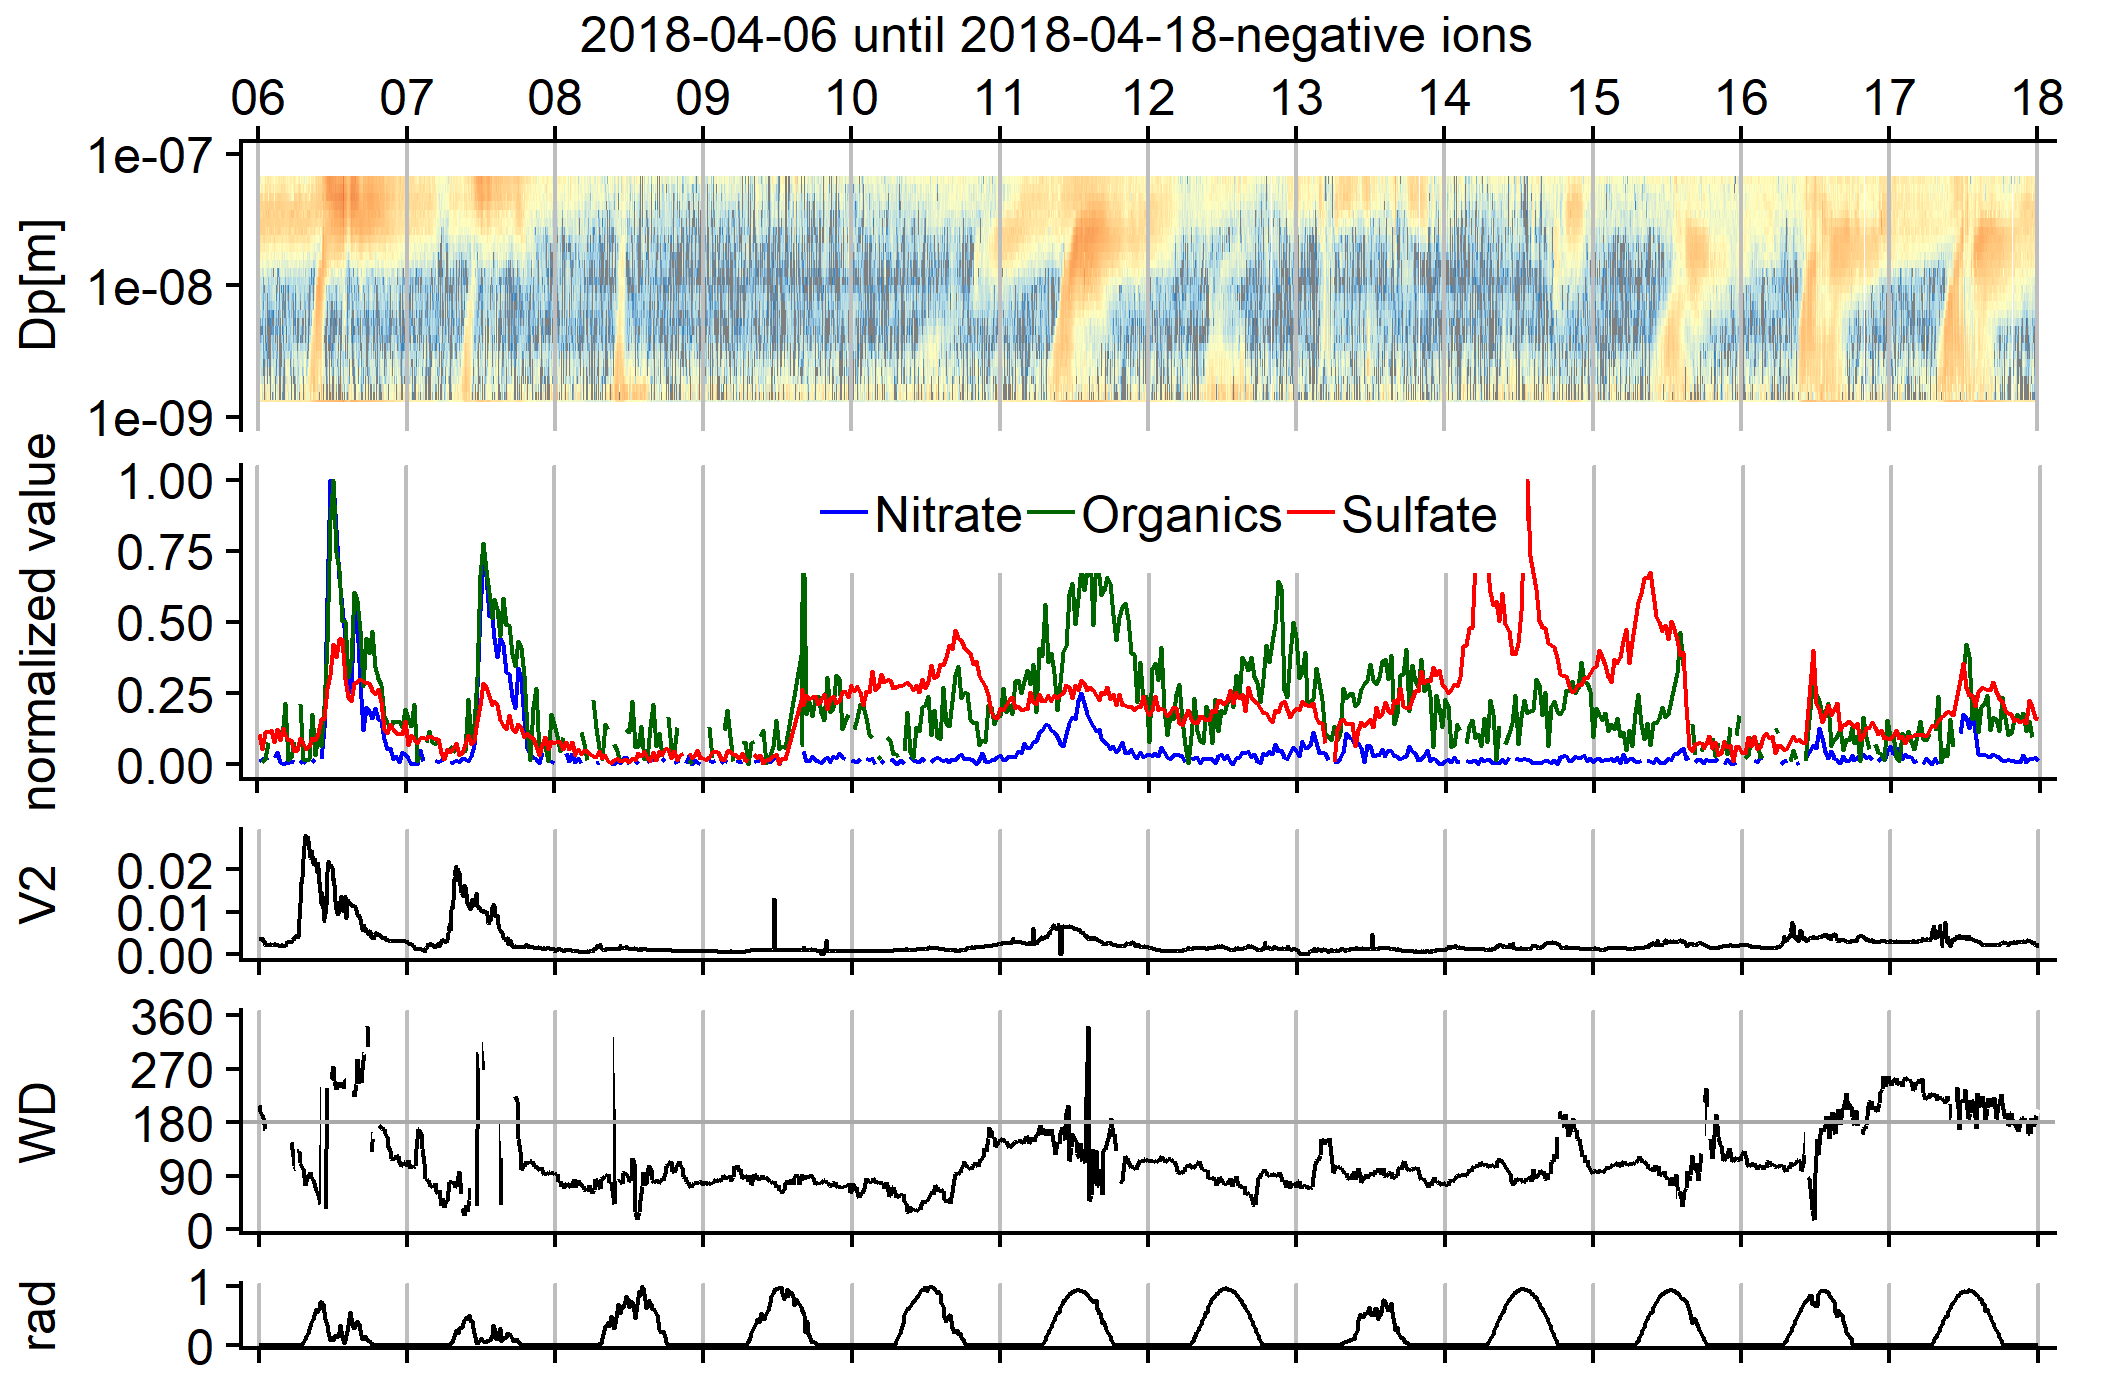 2018-04-06 until 2018-04-18-negative ions
06 07 08 09 10 11 12 13 14 15 16 17 18
Dp[m]
1e-07
1e-08
1e-09
normalized value
1.00
0.75
0.50
0.25
0.00
Nitrate Organics Sulfate
V2
0.02
0.01
0.00
WD
360
270
180
90
0
rad
1
0